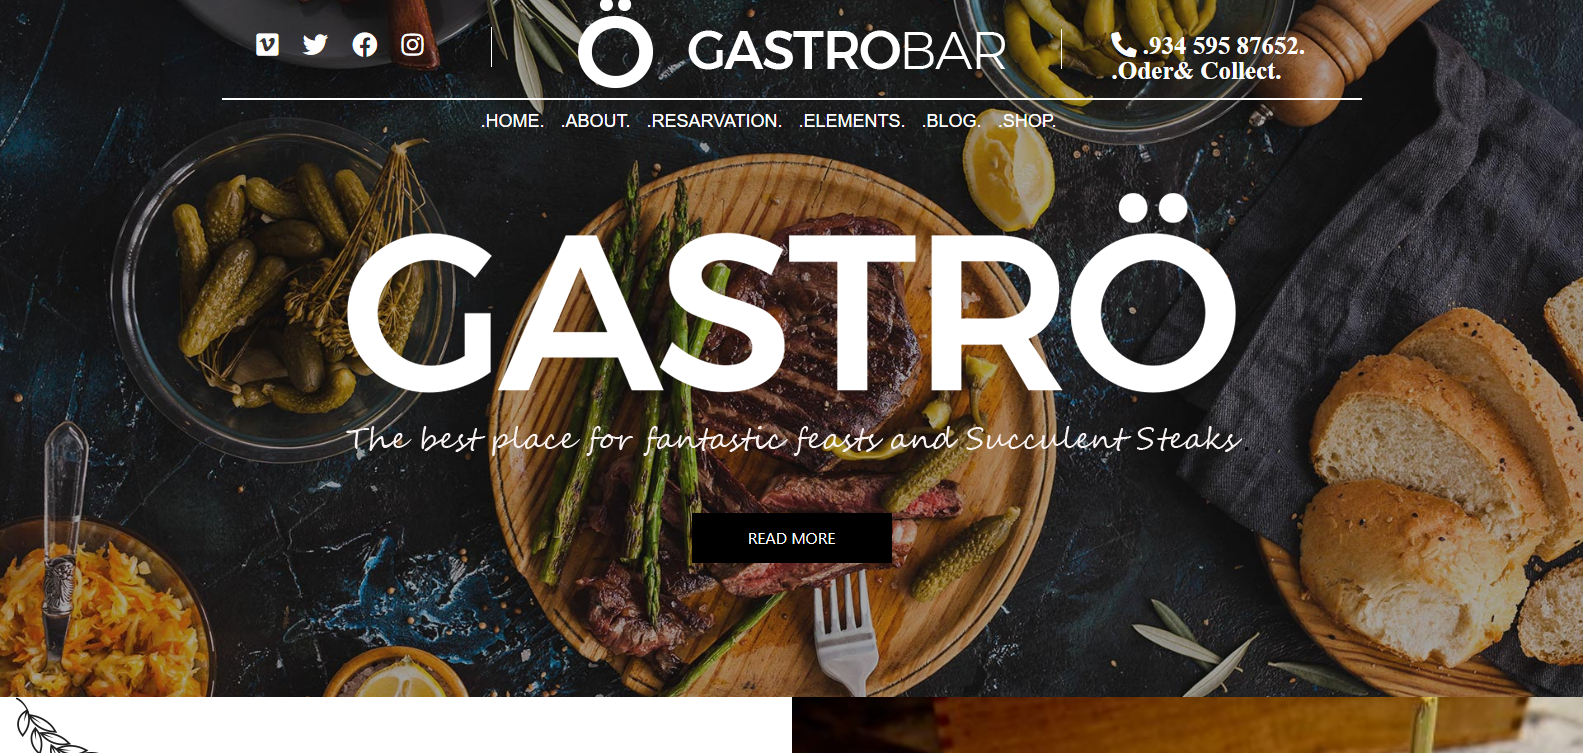 Ö GASTROBAR
.934 595 87652.
.Oder& Collect.
.HOME. .ABOUT. .RESARVATION. .ELEMENTS. .BLOG. .SHOP.
GASTRÖ
The best place for fantastic feasts and Succulent Steaks
READ MORE